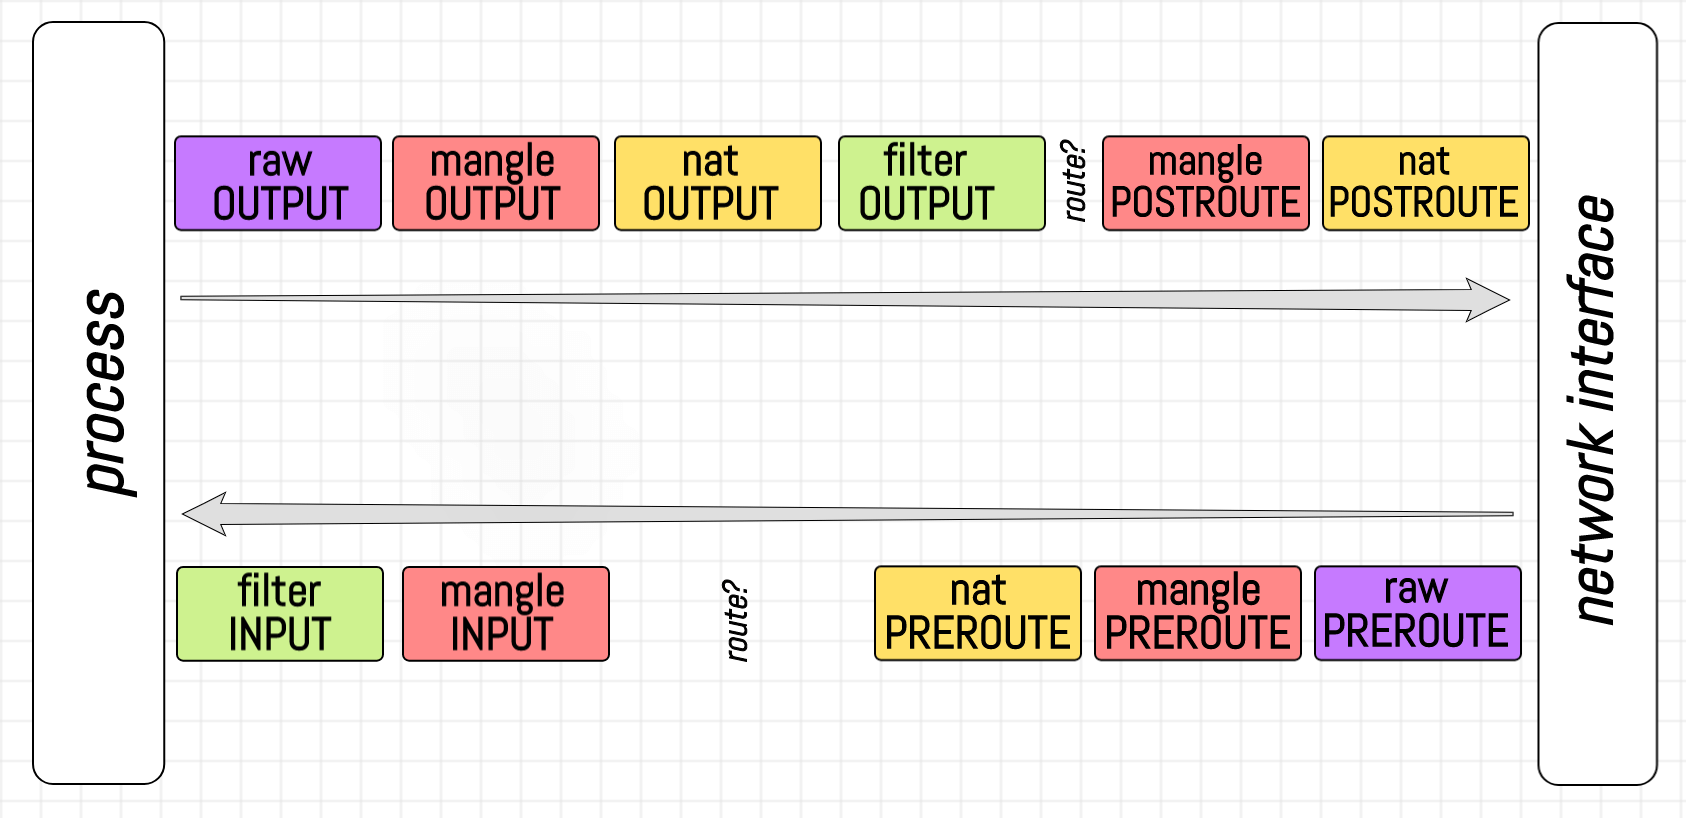 process
raw
OUTPUT
mangle
OUTPUT
nat
OUTPUT
filter
OUTPUT
route?
mangle
POSTROUTE
nat
POSTROUTE
network interface
filter
INPUT
mangle
INPUT
route?
nat
PREROUTE
mangle
PREROUTE
raw
PREROUTE